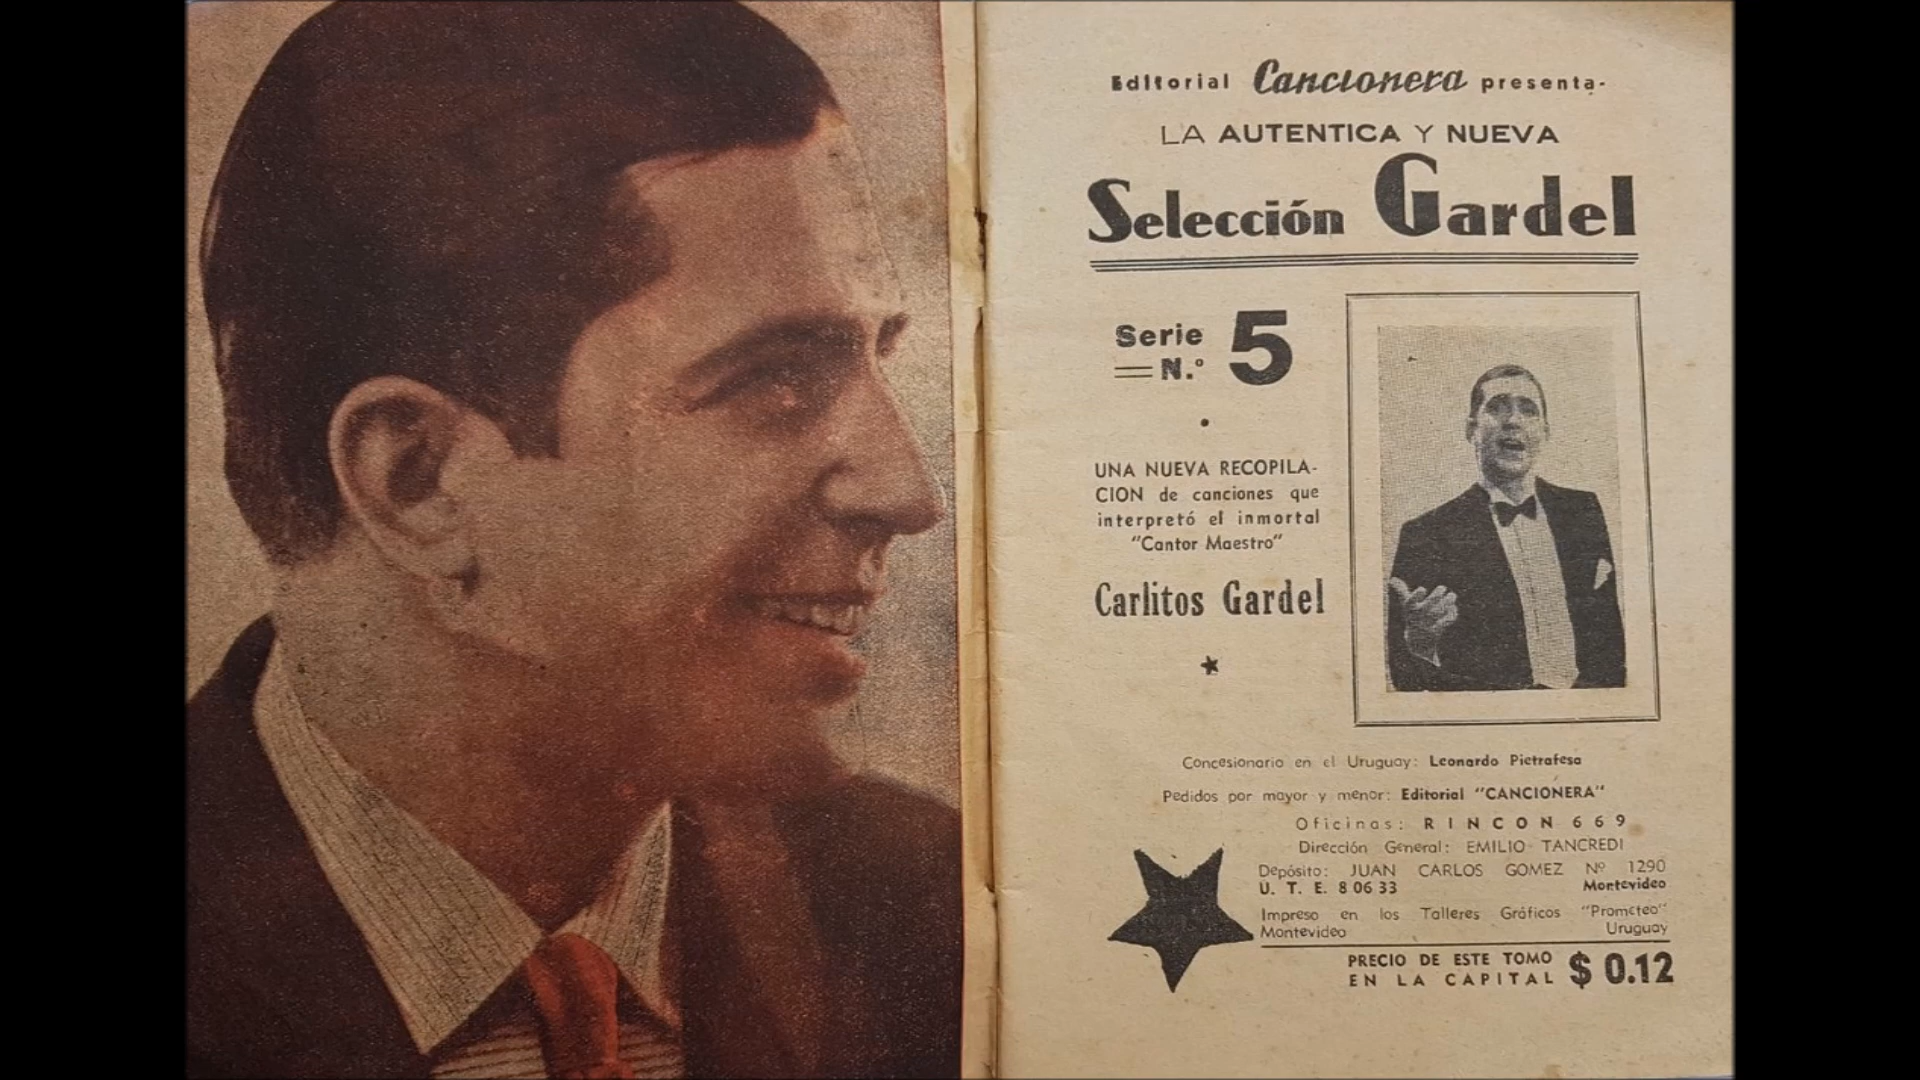 Editorial Cancionera presenta-
LA AUTENTICA Y NUEVA
Selección Gardel
Serie
N.º 5
UNA NUEVA RECOPILA-
CION de canciones que
interpretó el inmortal
"Cantor Maestro"
Carlitos Gardel
Concesionario en el Uruguay: Leonardo Pietrafesa
Pedidos por mayor y menor: Editorial "CANCIONERA"
Oficinas: RINCON 669
Dirección General: EMILIO TANCREDI
Depósito: JUAN CARLOS GOMEZ Nº 1290
U. T. E. 8 06 33 Montevideo
Impreso en los Talleres Gráficos "Prometeo"
Montevideo Uruguay
PRECIO DE ESTE TOMO
EN LA CAPITAL $ 0.12